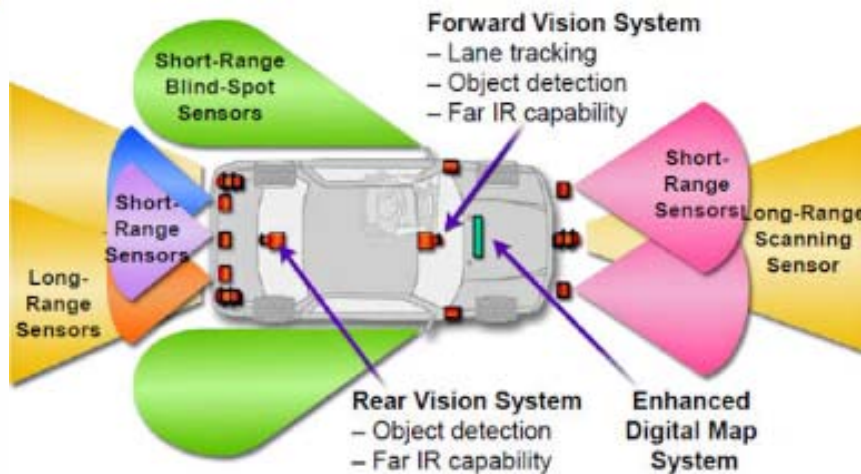 Forward Vision System
– Lane tracking
– Object detection
– Far IR capability
Short-Range
Blind-Spot
Sensors
Short-
Range
Sensors
Long-
Range
Sensors
Short-
Range
Sensors
Long-Range
Scanning
Sensor
Rear Vision System
– Object detection
– Far IR capability
Enhanced
Digital Map
System